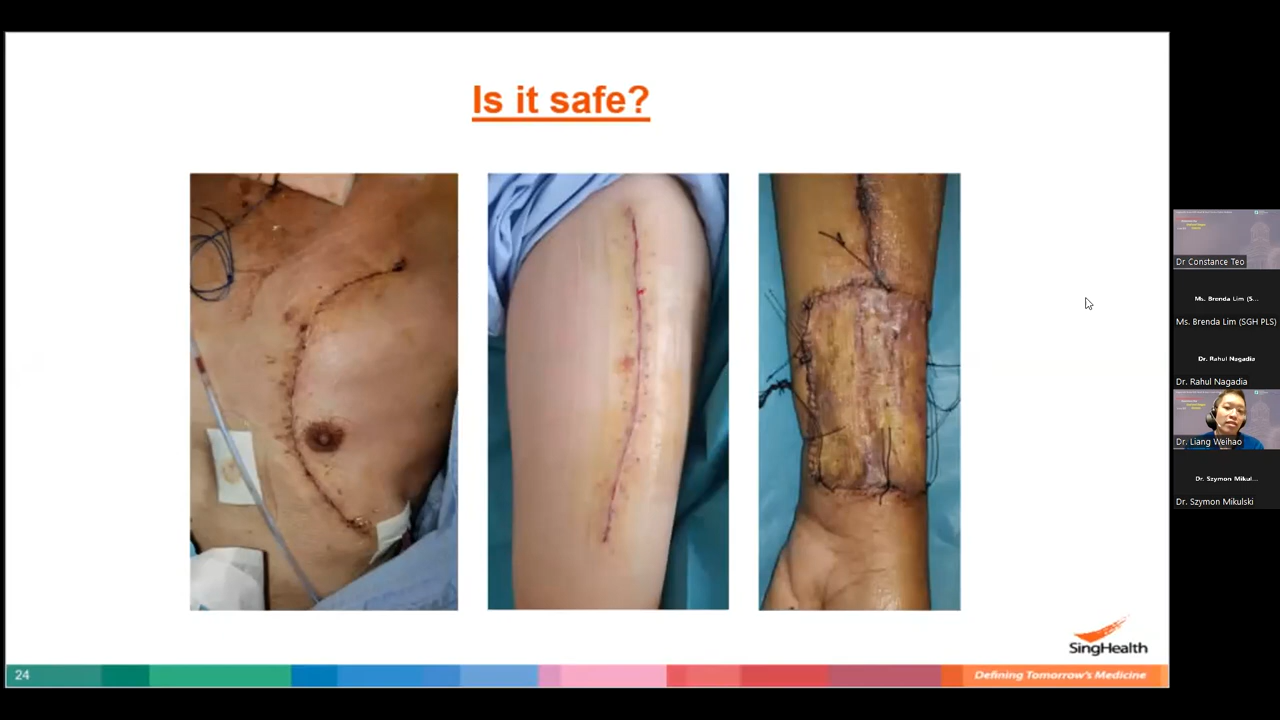 Is it safe?
SingHealth
24
Defining Tomorrow's Medicine
Dr Constance Teo
Ms. Brenda Lim (S...
Ms. Brenda Lim (SGH PLS)
Dr. Rahul Nagadia
Dr. Rahul Nagadia
Dr. Liang Weihao
Dr. Szymon Mikul...
Dr. Szymon Mikulski